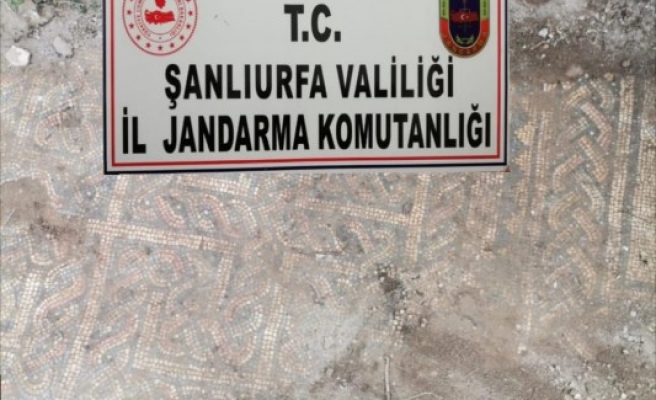 T.C.
ŞANLIURFA VALİLİĞİ
İL JANDARMA KOMUTANLIĞI